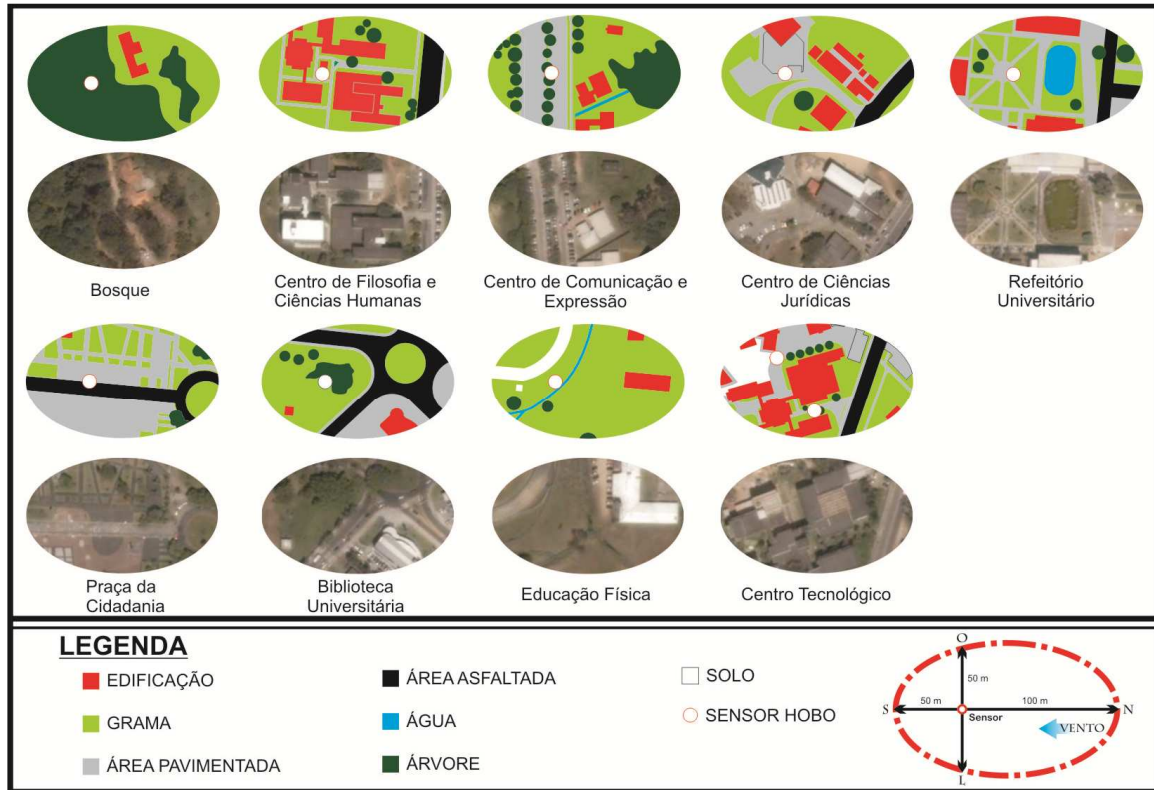 Bosque
Centro de Filosofia e
Ciências Humanas
Centro de Comunicação e
Expressão
Centro de Ciências
Jurídicas
Refeitório
Universitário
Praça da
Cidadania
Biblioteca
Universitária
Educação Física
Centro Tecnológico
LEGENDA
EDIFICAÇÃO
GRAMA
ÁREA PAVIMENTADA
ÁREA ASFALTADA
ÁGUA
ÁRVORE
SOLO
SENSOR HOBO
O
50 m
50 m
100 m
S
N
Sensor
VENTO
L